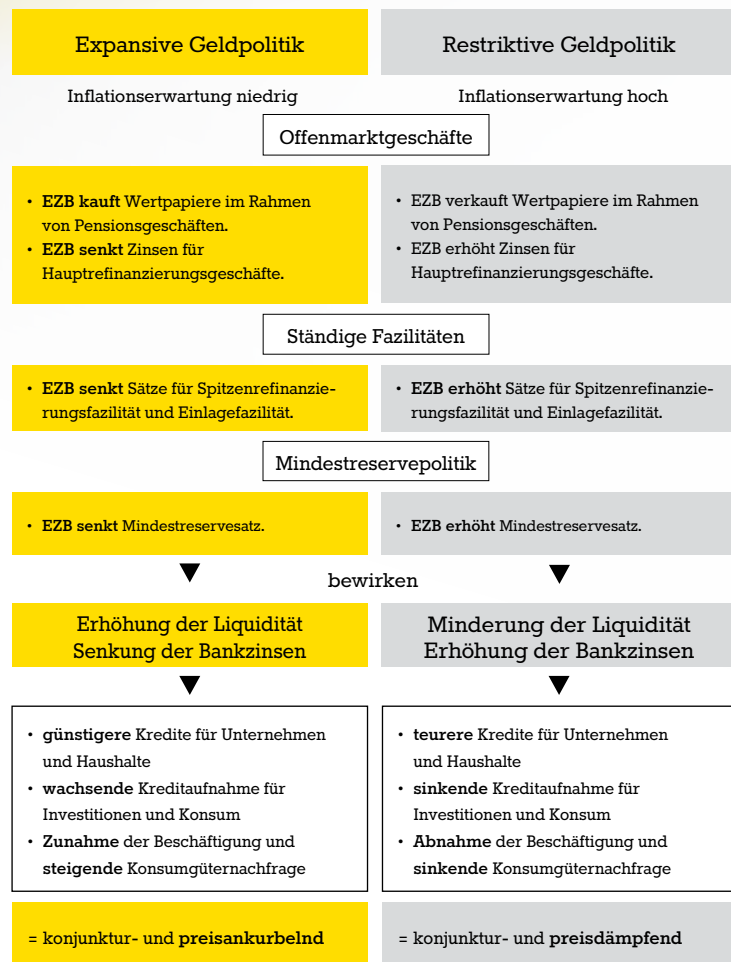 Expansive Geldpolitik
Restriktive Geldpolitik
Inflationserwartung niedrig
Inflationserwartung hoch
Offenmarktgeschäfte
• EZB kauft Wertpapiere im Rahmen
von Pensionsgeschäften.
• EZB senkt Zinsen für
Hauptrefinanzierungsgeschäfte.
• EZB verkauft Wertpapiere im Rahmen
von Pensionsgeschäften.
• EZB erhöht Zinsen für
Hauptrefinanzierungsgeschäfte.
Ständige Fazilitäten
• EZB senkt Sätze für Spitzenrefinanzie-
rungsfazilität und Einlagefazilität.
• EZB erhöht Sätze für Spitzenrefinanzie-
rungsfazilität und Einlagefazilität.
Mindestreservepolitik
• EZB senkt Mindestreservesatz.
• EZB erhöht Mindestreservesatz.
bewirken
Erhöhung der Liquidität
Senkung der Bankzinsen
Minderung der Liquidität
Erhöhung der Bankzinsen
• günstigere Kredite für Unternehmen
und Haushalte
• wachsende Kreditaufnahme für
Investitionen und Konsum
• Zunahme der Beschäftigung und
steigende Konsumgüternachfrage
• teurere Kredite für Unternehmen
und Haushalte
• sinkende Kreditaufnahme für
Investitionen und Konsum
• Abnahme der Beschäftigung und
sinkende Konsumgüternachfrage
= konjunktur- und preisankurbelnd
= konjunktur- und preisdämpfend